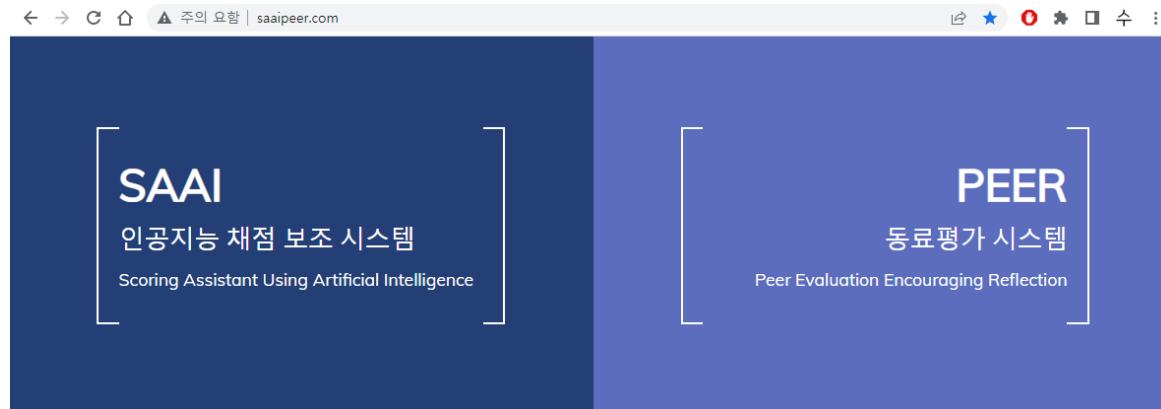 주의 요함 saaipeer.com 수
SAAI
인공지능 채점 보조 시스템
Scoring Assistant Using Artificial Intelligence
PEER
동료평가 시스템
Peer Evaluation Encouraging Reflection